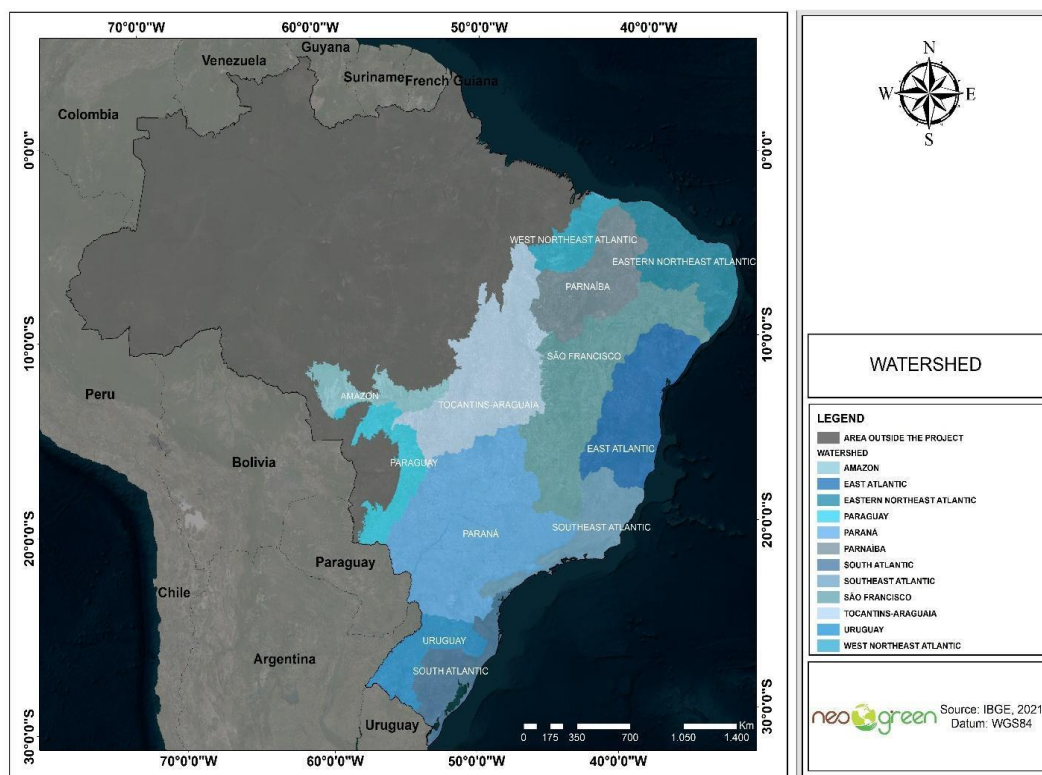 70°0'0"W 60°0'0"W 50°0'0"W 40°0'0"W
Guyana
Venezuela
Suriname French Guiana
Colombia
0°0'0" 0°0'0"
WEST NORTHEAST ATLANTIC
EASTERN NORTHEAST ATLANTIC
PARNAÍBA
10°0'0"S 10°0'0"S
SÃO FRANCISCO
Peru
AMAZON
TOCANTINS-ARAGUAIA
EAST ATLANTIC
Bolivia
PARAGUAY
20°0'0"S 20°0'0"S
SOUTHEAST ATLANTIC
PARANÁ
Paraguay
Chile
URUGUAY
Argentina
SOUTH ATLANTIC
Uruguay
30°0'0"S 30°0'0"S
0 175 350 700 1.050 1.400 Km
70°0'0"W 60°0'0"W 50°0'0"W 40°0'0"W
N
W E
S
WATERSHED
LEGEND
AREA OUTSIDE THE PROJECT
WATERSHED
AMAZON
EAST ATLANTIC
EASTERN NORTHEAST ATLANTIC
PARAGUAY
PARANÁ
PARNAÍBA
SOUTH ATLANTIC
SOUTHEAST ATLANTIC
SÃO FRANCISCO
TOCANTINS-ARAGUAIA
URUGUAY
WEST NORTHEAST ATLANTIC
neogreen
Source: IBGE, 2021
Datum: WGS84